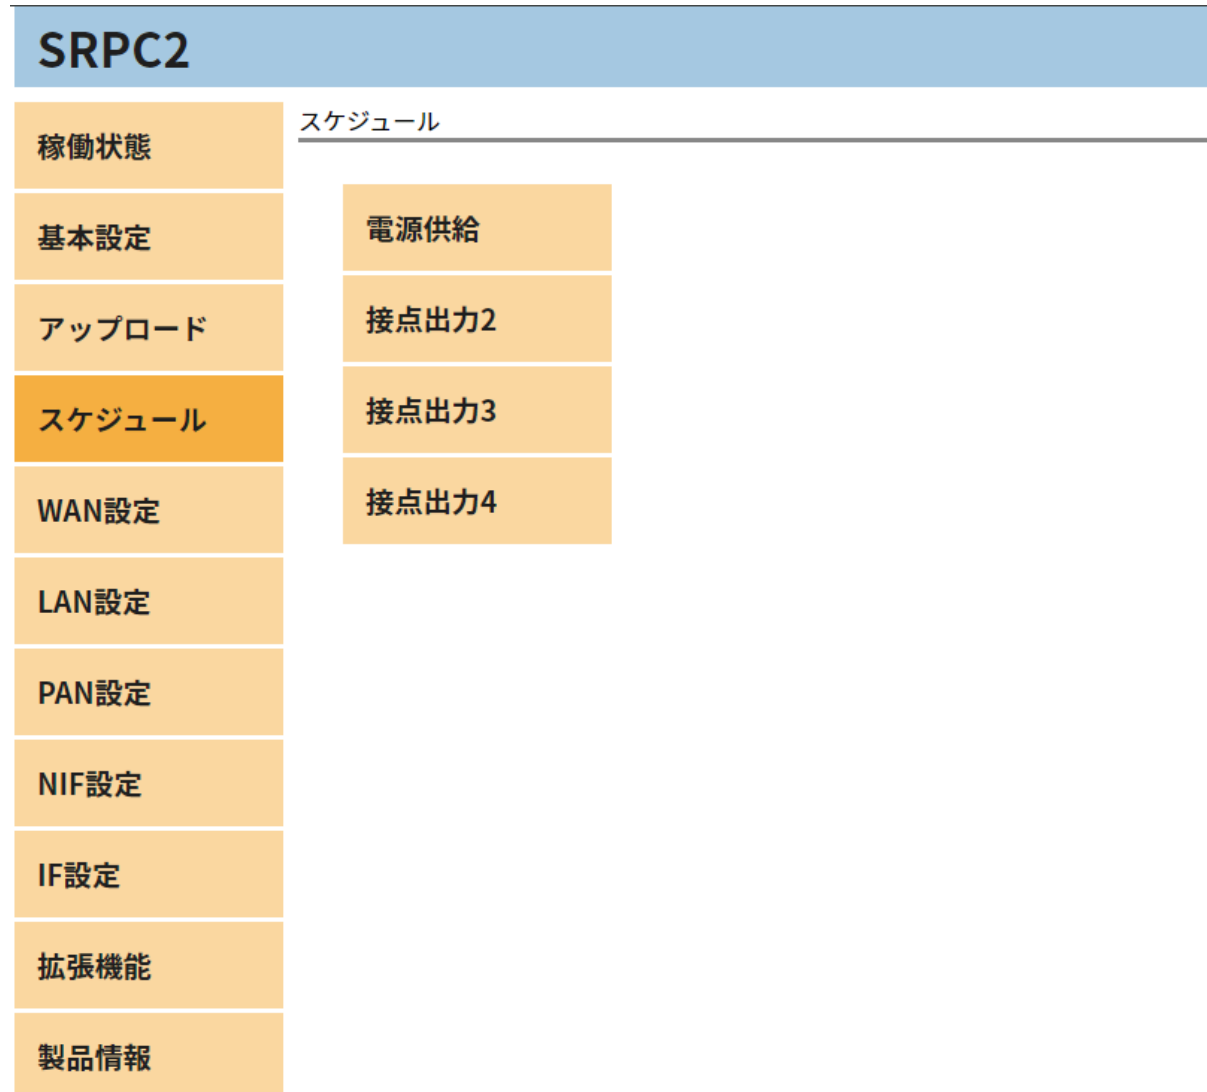 SRPC2
稼働状態
基本設定
アップロード
スケジュール
WAN設定
LAN設定
PAN設定
NIF設定
IF設定
拡張機能
製品情報
スケジュール
電源供給
接点出力2
接点出力3
接点出力4